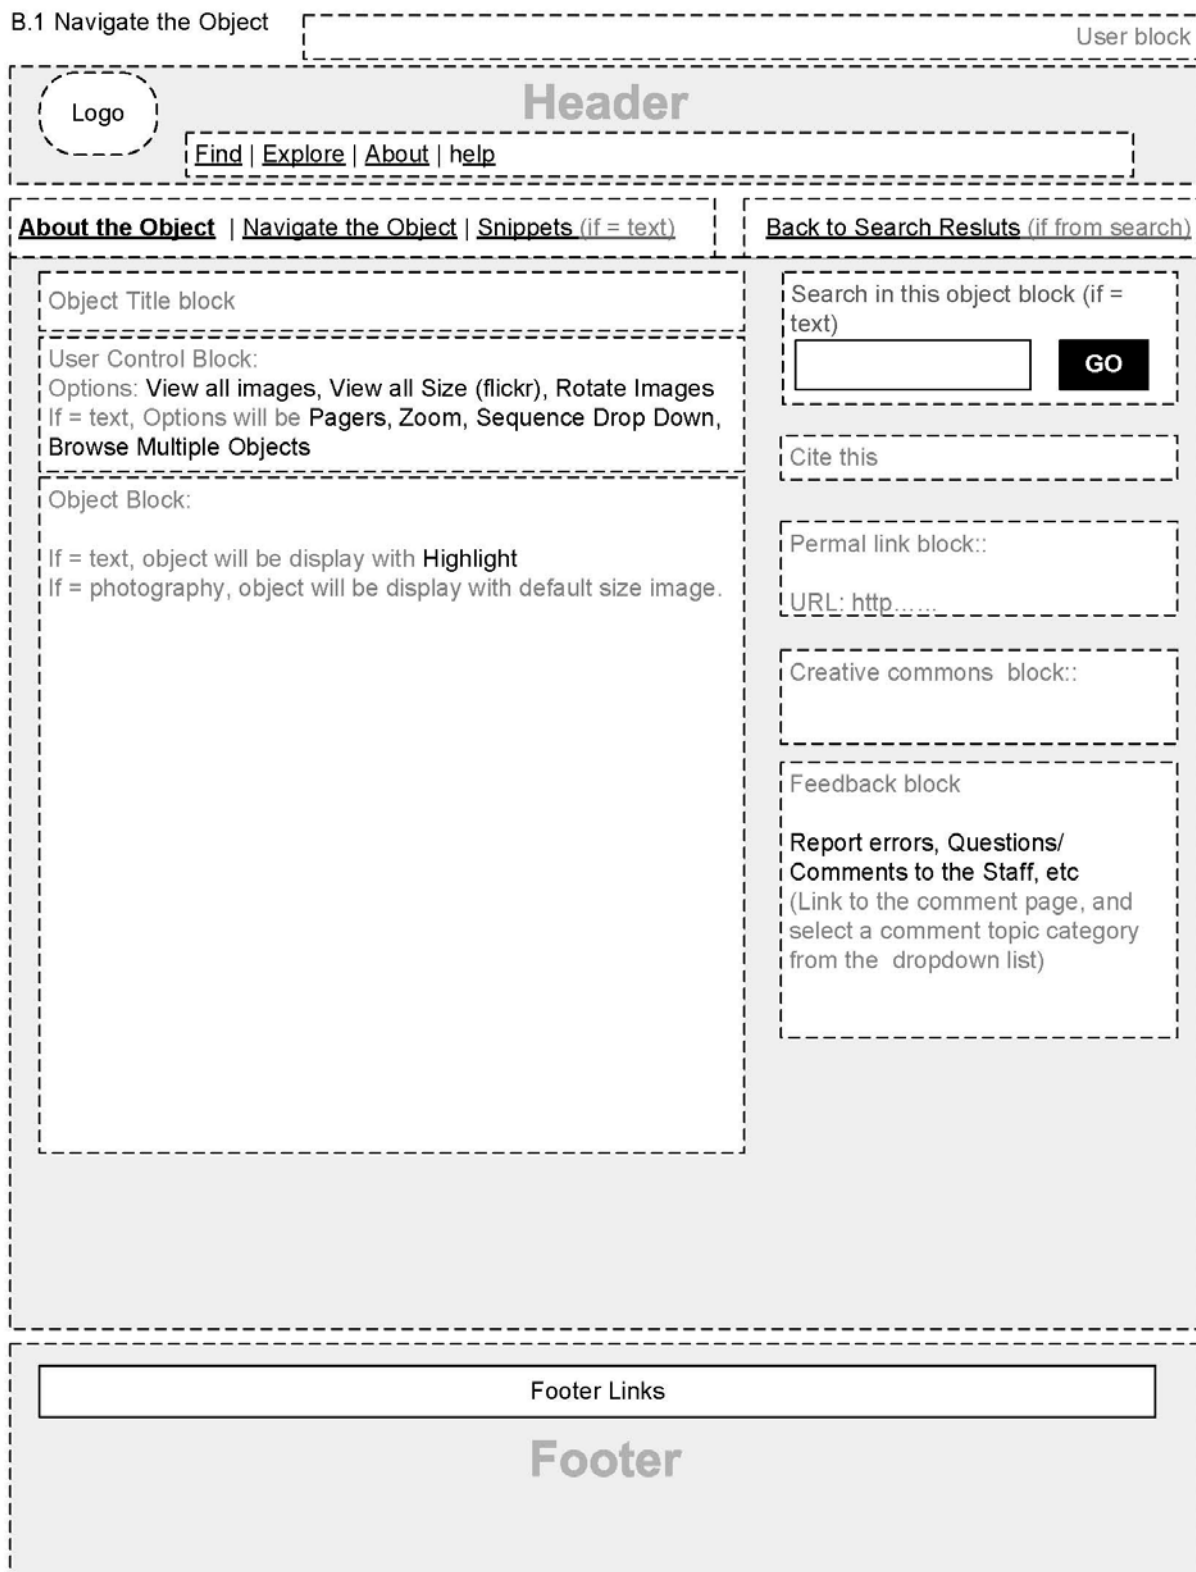 B.1 Navigate the Object
User block
Header
Logo
Find | Explore | About | help
About the Object | Navigate the Object | Snippets (if = text)
Back to Search Resluts (if from search)
Object Title block
User Control Block:
Options: View all images, View all Size (flickr), Rotate Images
If = text, Options will be Pagers, Zoom, Sequence Drop Down,
Browse Multiple Objects
Object Block:
If = text, object will be display with Highlight
If = photography, object will be display with default size image.
Search in this object block (if =
text)
GO
Cite this
Permal link block::
URL: http......
Creative commons  block::
Feedback block
Report errors, Questions/
Comments to the Staff, etc
(Link to the comment page, and
select a comment topic category
from the  dropdown list)
Footer Links
Footer